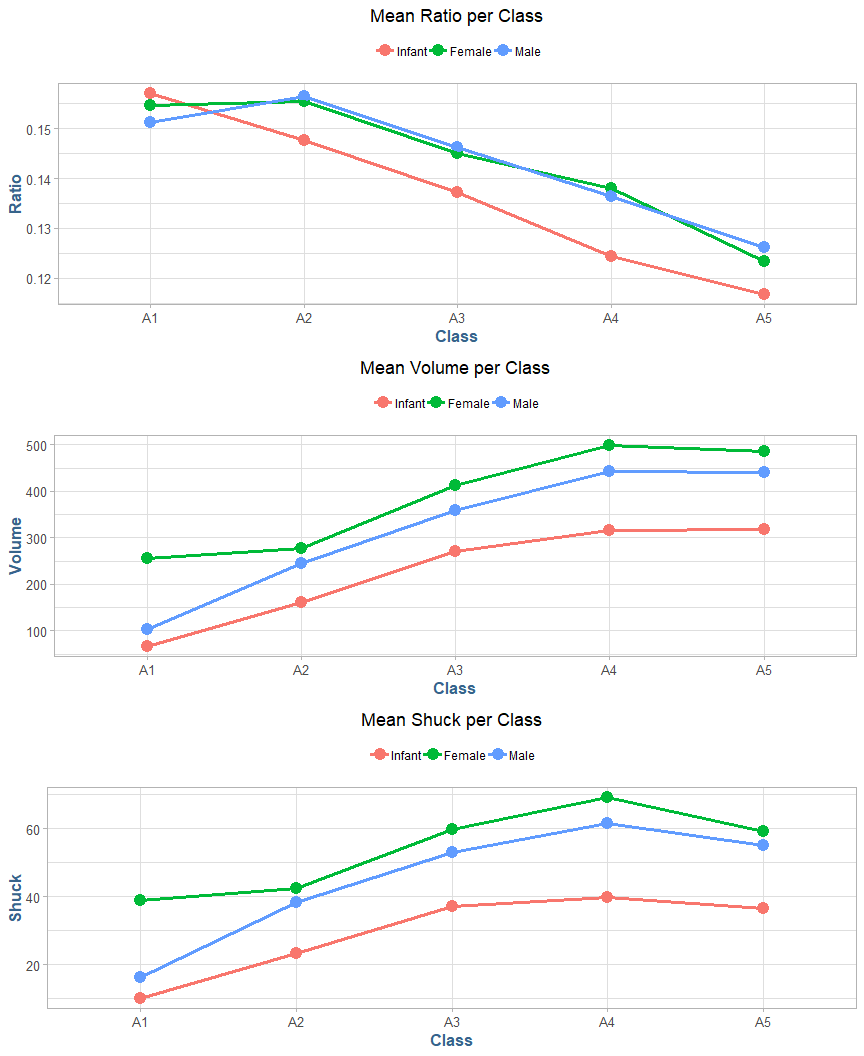 Mean Ratio per Class
Infant Female Male
0.15
0.14
0.13
0.12
Ratio
A1 A2 A3 A4 A5
Class
Mean Volume per Class
Infant Female Male
500
400
300
200
100
Volume
A1 A2 A3 A4 A5
Class
Mean Shuck per Class
Infant Female Male
60
40
20
Shuck
A1 A2 A3 A4 A5
Class